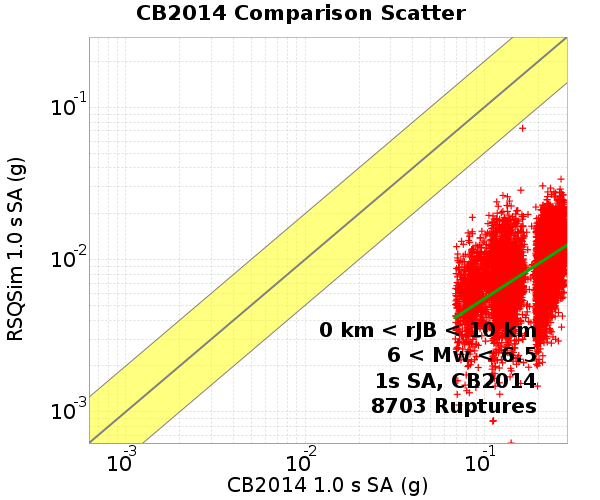 CB2014 Comparison Scatter
RSQSim 1.0 s SA (g)
10-1
10-2
10-3
0 km < rJB < 10 km
6 < Mw < 6.5
1s SA, CB2014
8703 Ruptures
10-3 10-2 10-1
CB2014 1.0 s SA (g)